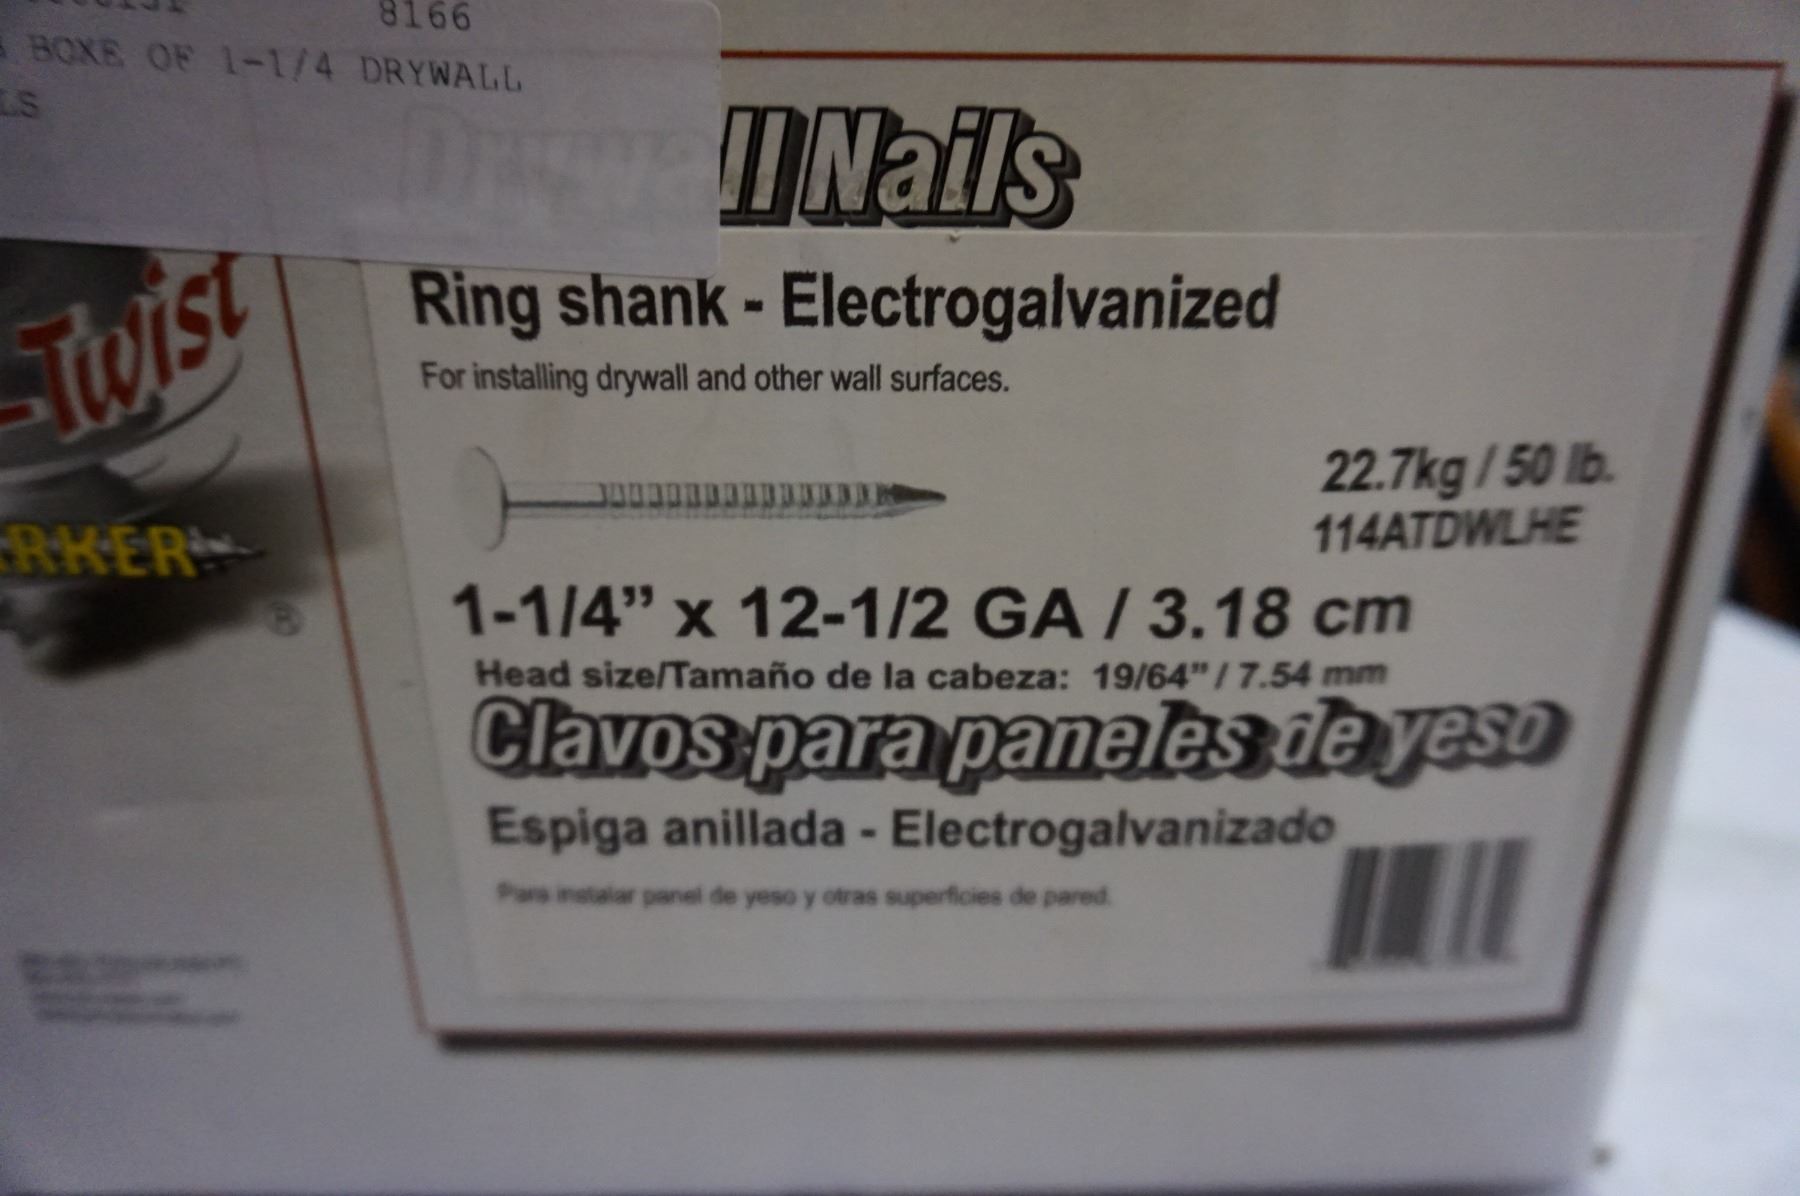 8166
BOXE OF 1-1/4 DRYWALL
LS
ll Nails
Ring shank - Electrogalvanized
For installing drywall and other wall surfaces.
22.7kg / 50 lb.
114ATDWLHE
1-1/4” x 12-1/2 GA / 3.18 cm
Head size/Tamaño de la cabeza: 19/64" / 7.54 mm
Clavos para paneles de yeso
Espiga anillada - Electrogalvanizado
Para instalar panel de yeso y otras superficies de pared.
-Twist
RKER
®